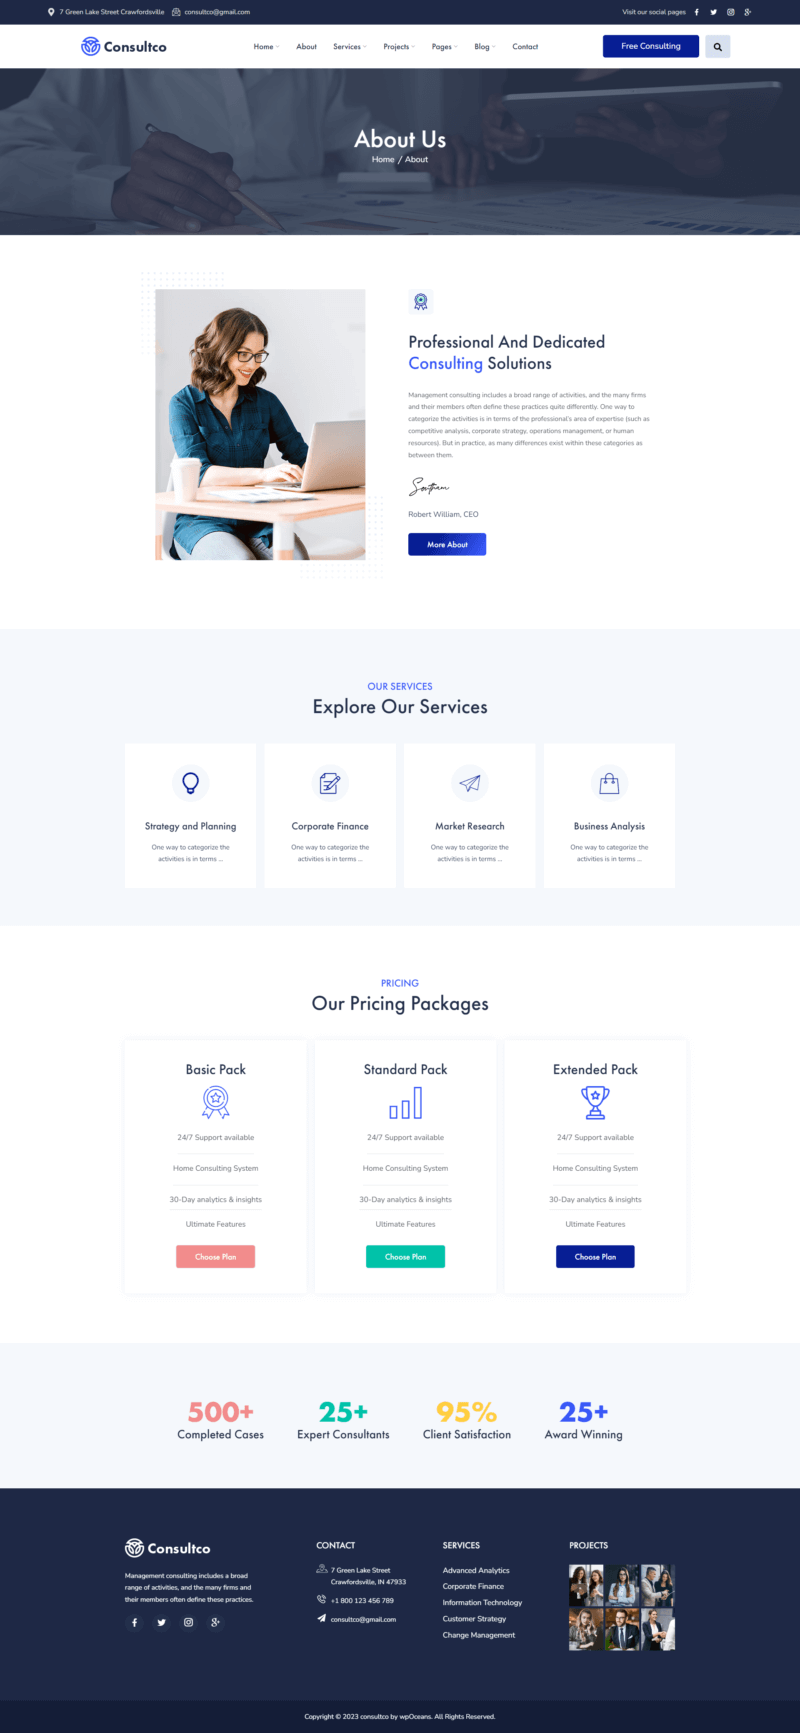 7 Green Lake Street Crawfordsville consultco@gmail.com Visit our social pages
Consultco Home About Services Projects Pages Blog Contact Free Consulting
About Us
Home / About
Professional And Dedicated
Consulting Solutions
Management consulting includes a broad range of activities, and the many firms
and their members often define these practices quite differently. One way to
categorize the activities is in terms of the professional's area of expertise (such as
competitive analysis, corporate strategy, operations management, or human
resources). But in practice, as many differences exist within these categories as
between them.
Robert William, CEO
More About
OUR SERVICES
Explore Our Services
Strategy and Planning
One way to categorize the
activities is in terms ...
Corporate Finance
One way to categorize the
activities is in terms ...
Market Research
One way to categorize the
activities is in terms ...
Business Analysis
One way to categorize the
activities is in terms ...
PRICING
Our Pricing Packages
Basic Pack
24/7 Support available
Home Consulting System
30-Day analytics & insights
Ultimate Features
Choose Plan
Standard Pack
24/7 Support available
Home Consulting System
30-Day analytics & insights
Ultimate Features
Choose Plan
Extended Pack
24/7 Support available
Home Consulting System
30-Day analytics & insights
Ultimate Features
Choose Plan
500+
Completed Cases
25+
Expert Consultants
95%
Client Satisfaction
25+
Award Winning
Consultco
Management consulting includes a broad
range of activities, and the many firms and
their members often define these practices.
CONTACT
7 Green Lake Street
Crawfordsville, IN 47933
+1 800 123 456 789
consultco@gmail.com
SERVICES
Advanced Analytics
Corporate Finance
Information Technology
Customer Strategy
Change Management
PROJECTS
Copyright © 2023 consultco by wpOceans. All Rights Reserved.